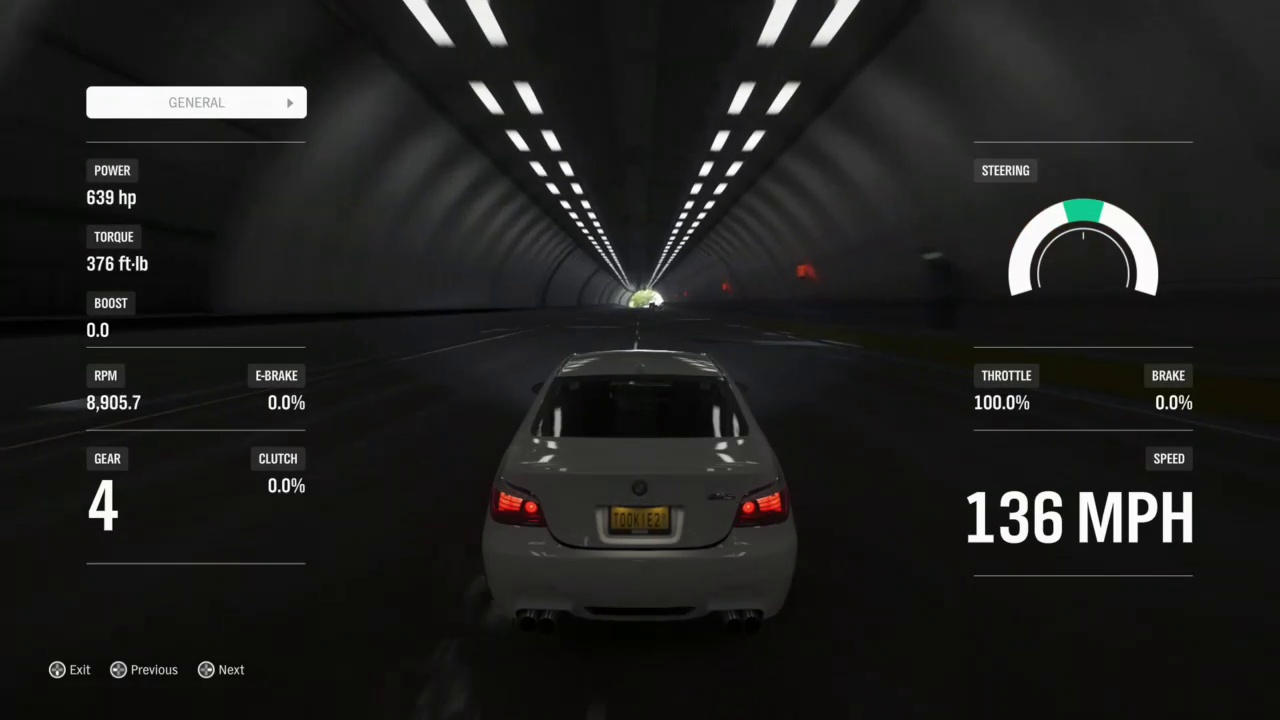 GENERAL
POWER
639 hp
TORQUE
376 ft·lb
BOOST
0.0
RPM
E-BRAKE
8,905.7
0.0%
GEAR
CLUTCH
4
0.0%
STEERING
THROTTLE
BRAKE
100.0%
0.0%
SPEED
136 MPH
TOOKIE2
Exit
Previous
Next